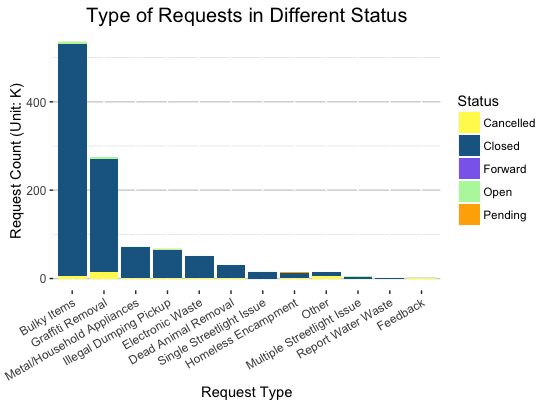 Type of Requests in Different Status
Request Count (Unit: K)
400
200
0
Bulky Items
Graffiti Removal
Metal/Household Appliances
Illegal Dumping Pickup
Electronic Waste
Dead Animal Removal
Single Streetlight Issue
Homeless Encampment
Other
Multiple Streetlight Issue
Report Water Waste
Feedback
Request Type
Status
Cancelled
Closed
Forward
Open
Pending